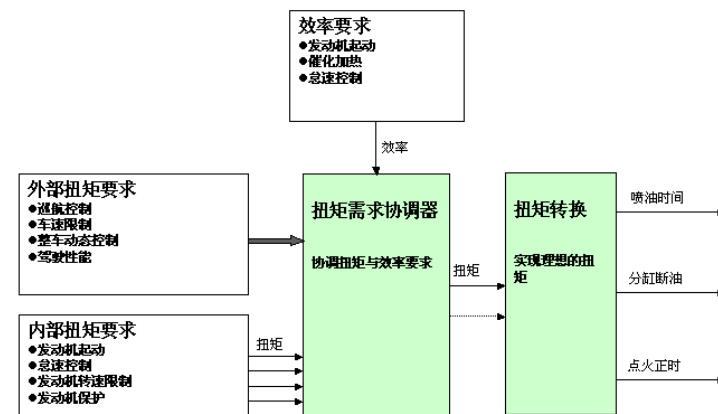 效率要求
●发动机起动
●催化加热
●怠速控制
效率
外部扭矩要求
●巡航控制
●车速限制
●整车动态控制
●驾驶性能
扭矩需求协调器
协调扭矩与效率要求
扭矩
扭矩转换
实现理想的扭
矩
喷油时间
分缸断油
点火正时
内部扭矩要求
●发动机起动
●怠速控制
●发动机转速限制
●发动机保护
扭矩